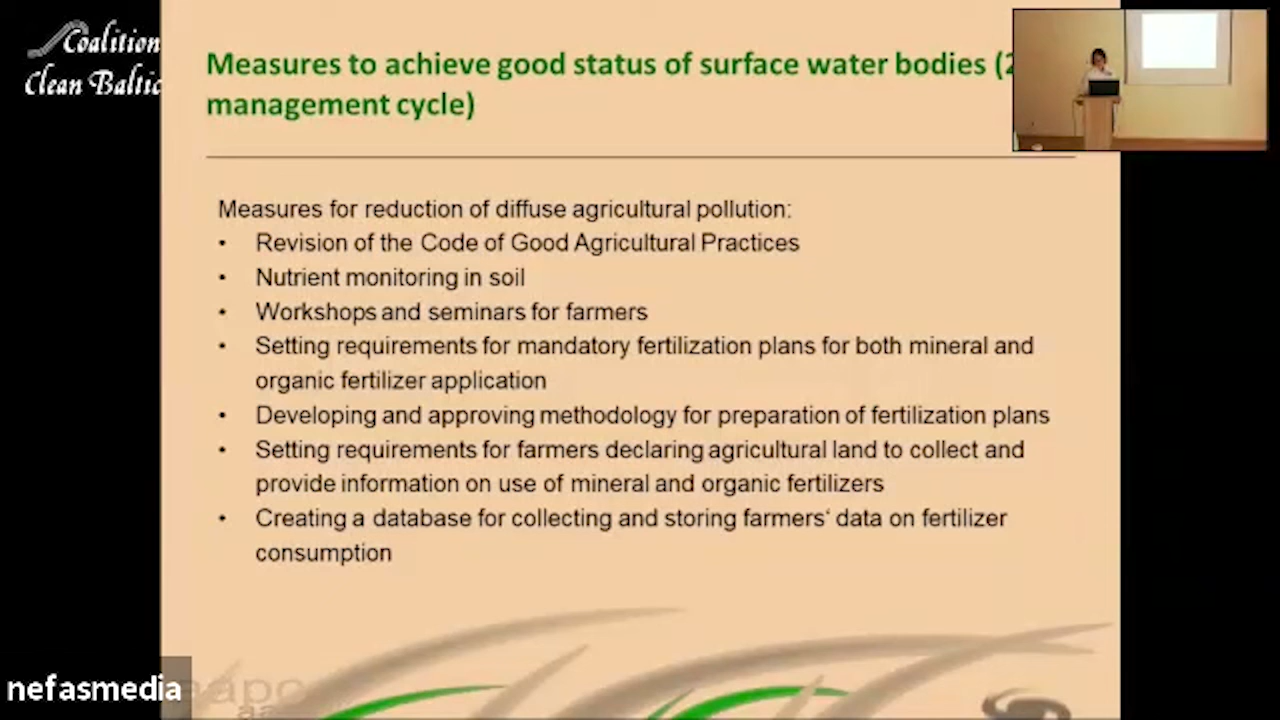 Coalition
Clean Baltic
Measures to achieve good status of surface water bodies (2
management cycle)
Measures for reduction of diffuse agricultural pollution:
• Revision of the Code of Good Agricultural Practices
• Nutrient monitoring in soil
• Workshops and seminars for farmers
• Setting requirements for mandatory fertilization plans for both mineral and
organic fertilizer application
• Developing and approving methodology for preparation of fertilization plans
• Setting requirements for farmers declaring agricultural land to collect and
provide information on use of mineral and organic fertilizers
• Creating a database for collecting and storing farmers‘ data on fertilizer
consumption
nefasmedia